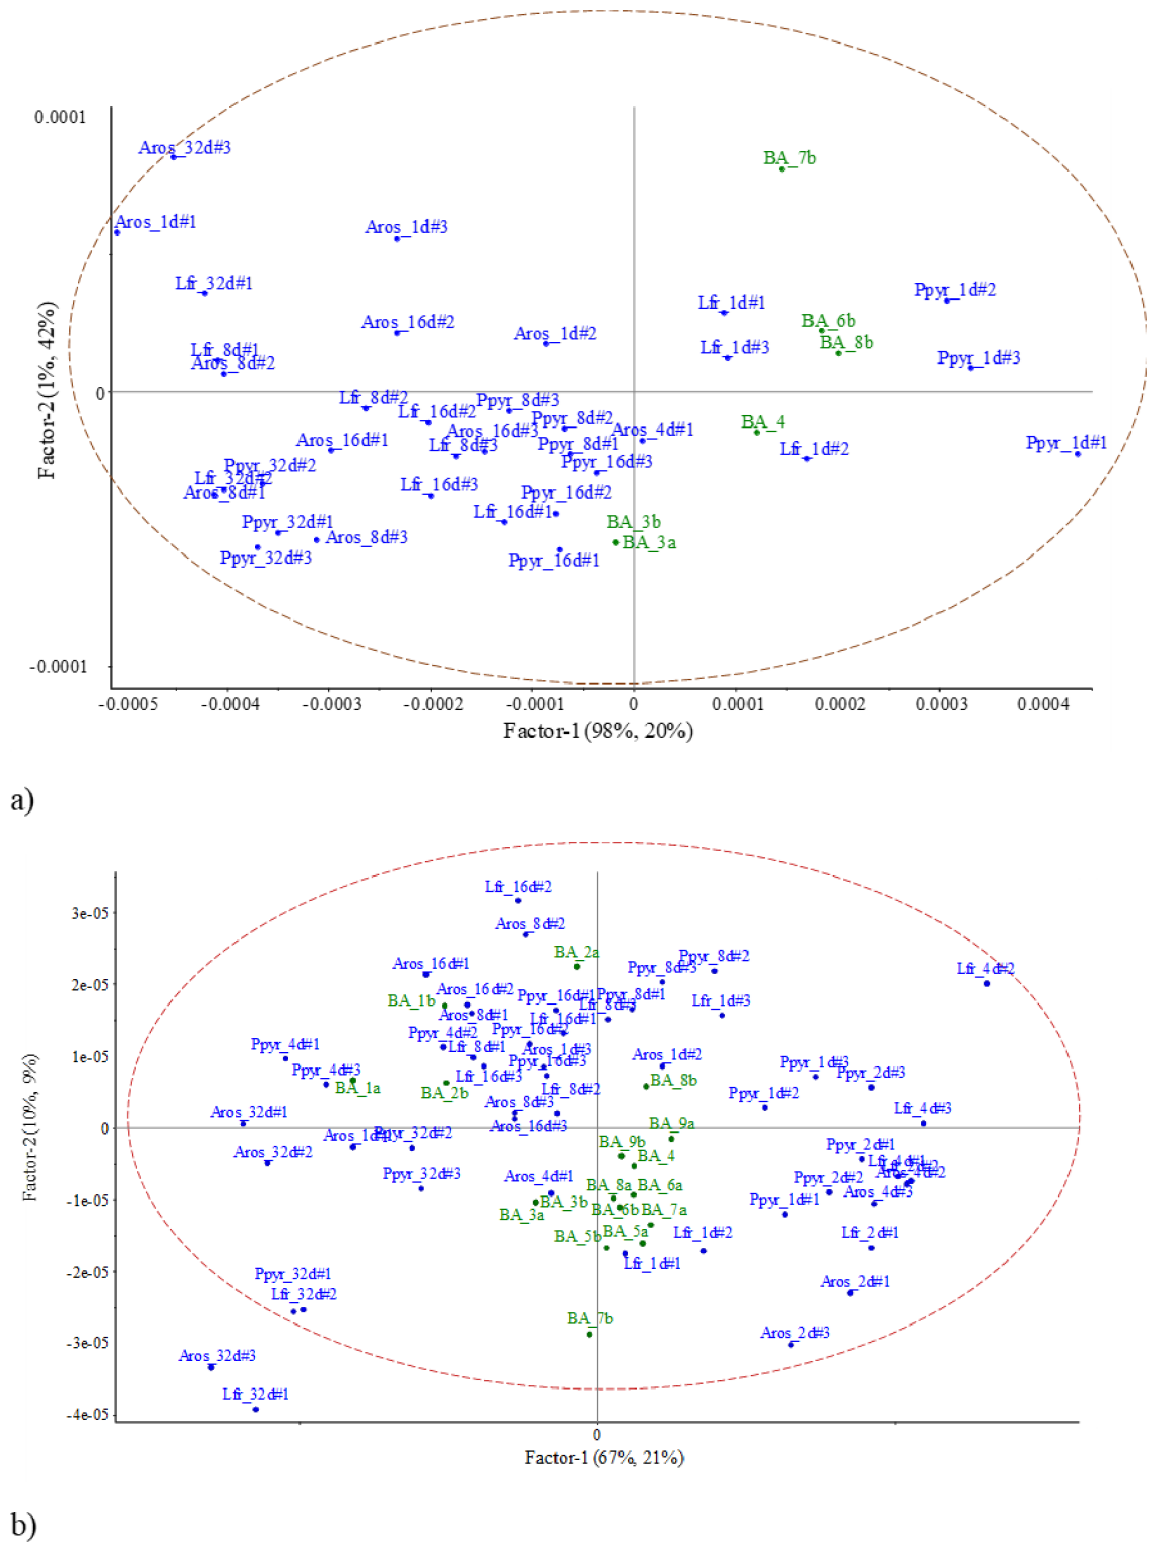 0.0001
Aros_32d#3
BA_7b
Aros_1d#1
Aros_1d#3
Lfr_32d#1
Ppyr_1d#2
Lfr_1d#1
Aros_16d#2
BA_6b
Aros_1d#2
BA_8b
Lfr_8d#1
Lfr_1d#3
Aros_8d#2
Ppyr_1d#3
0
Lfr_8d#2
Ppyr_8d#3
Lfr_16d#2
Ppyr_8d#2
BA_4
Aros_16d#3
Aros_4d#1
Aros_16d#1
Lfr_8d#3
Ppyr_8d#1
Lfr_1d#2
Ppyr_1d#1
Ppyr_32d#2
Ppyr_16d#3
Lfr_32d#2
Lfr_16d#3
Aros_8d#1
Ppyr_16d#2
Lfr_16d#1
Ppyr_32d#1
BA_3b
Aros_8d#3
BA_3a
Ppyr_32d#3
Ppyr_16d#1
-0.0001
Factor-2 (1%, 42%)
-0.0005 -0.0004 -0.0003 -0.0002 -0.0001 0 0.0001 0.0002 0.0003 0.0004
Factor-1 (98%, 20%)
a)
Lfr_16d#2
3e-05
Aros_8d#2
BA_2a
Ppyr_8d#2
Aros_16d#1
Ppyr_8d#3
Lfr_4d#2
2e-05
Aros_16d#2
Ppyr_16d#1
Ppyr_8d#1
BA_1b
Lfr_8d#3
Lfr_1d#3
Aros_8d#1
Lfr_16d#1
Ppyr_4d#2
Ppyr_16d#2
Ppyr_4d#1
Lfr_8d#1
Aros_1d#3
Aros_1d#2
1e-05
Ppyr_16d#3
Ppyr_1d#3
Ppyr_4d#3
Lfr_16d#3
Ppyr_2d#3
BA_1a
BA_2b
Lfr_8d#2
BA_8b
Ppyr_1d#2
Aros_8d#3
Aros_32d#1
Lfr_4d#3
0
Aros_16d#3
BA_9a
Aros_1d#1
Ppyr_32d#2
BA_9b
Ppyr_2d#1
Aros_32d#2
BA_4
Lfr_4d#1
Aros_4d#2
Ppyr_32d#3
Aros_4d#1
Ppyr_2d#2
BA_8a
BA_6a
Aros_4d#3
-1e-05
BA_3b
Ppyr_1d#1
BA_3a
BA_6b
BA_7a
BA_5b
BA_5a
Lfr_1d#2
Lfr_2d#1
Lfr_1d#1
-2e-05
Ppyr_32d#1
Aros_2d#1
Lfr_32d#2
BA_7b
Aros_2d#3
-3e-05
Aros_32d#3
Lfr_32d#1
-4e-05
Factor-2 (10%, 9%)
0
Factor-1 (67%, 21%)
b)